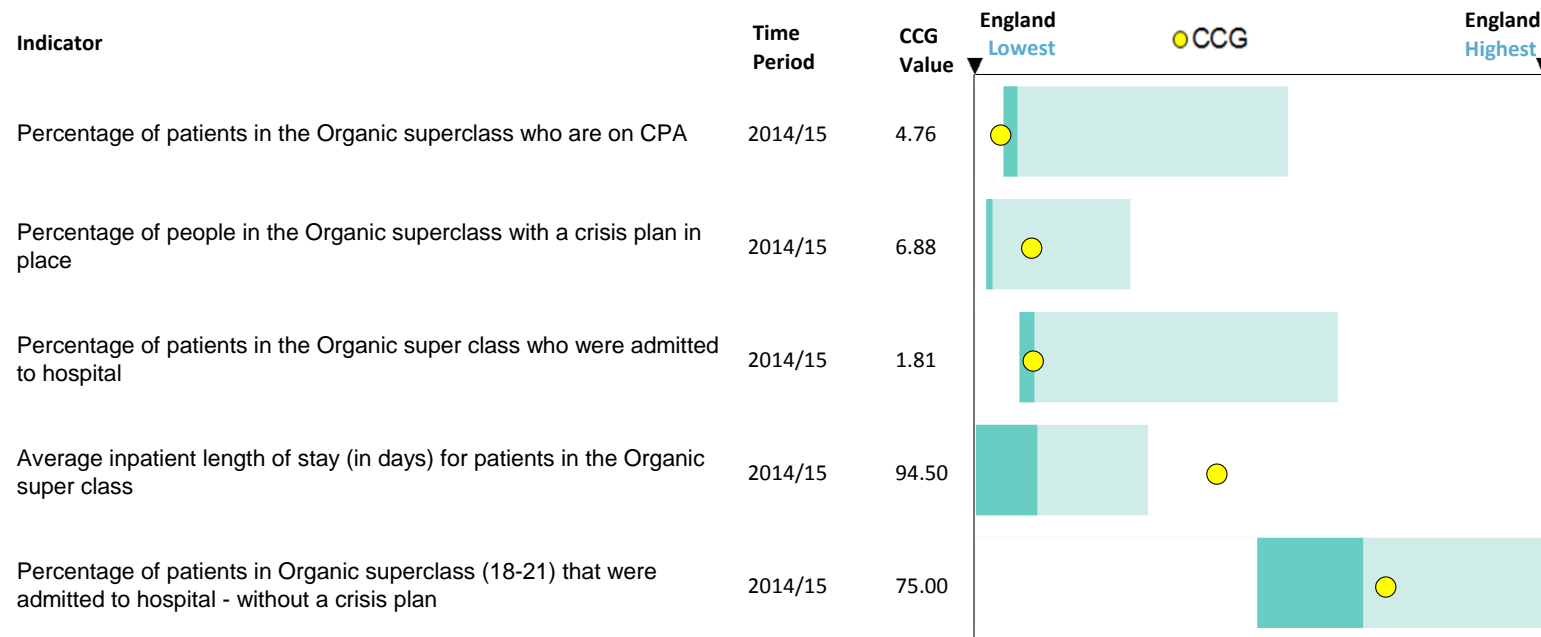 Indicator
Time Period
CCG Value
England Lowest
CCG
England Highest
Percentage of patients in the Organic superclass who are on CPA
2014/15
4.76
Percentage of people in the Organic superclass with a crisis plan in
place
2014/15
6.88
Percentage of patients in the Organic super class who were admitted
to hospital
2014/15
1.81
Average inpatient length of stay (in days) for patients in the Organic
super class
2014/15
94.50
Percentage of patients in Organic superclass (18-21) that were
admitted to hospital - without a crisis plan
2014/15
75.00